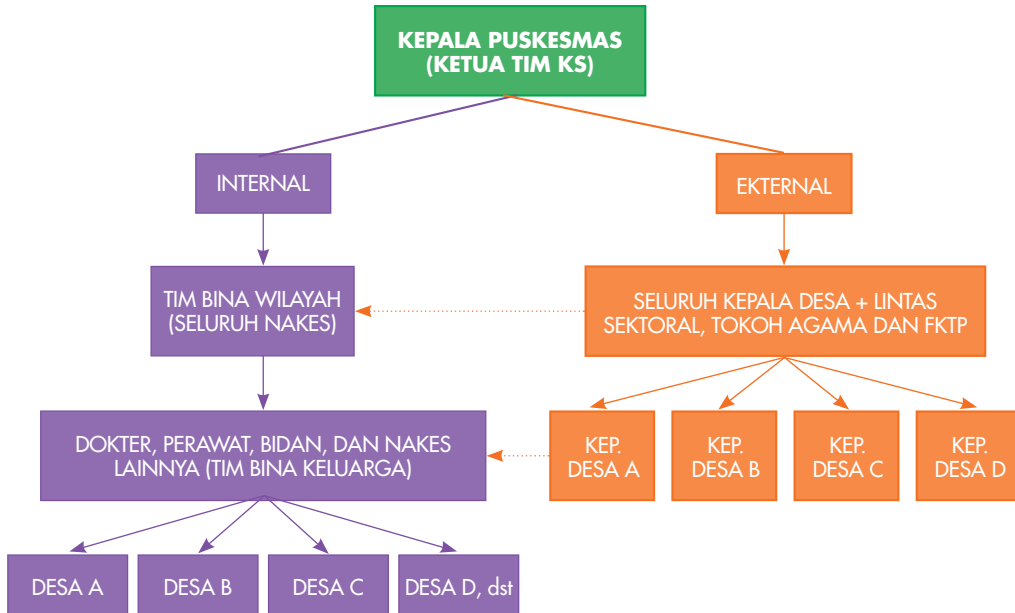 KEPALA PUSKESMAS
(KETUA TIM KS)
INTERNAL
EKTERNAL
TIM BINA WILAYAH
(SELURUH NAKES)
SELURUH KEPALA DESA + LINTAS
SEKTORAL, TOKOH AGAMA DAN FKTP
DOKTER, PERAWAT, BIDAN, DAN NAKES
LAINNYA (TIM BINA KELUARGA)
KEP.
DESA A
KEP.
DESA B
KEP.
DESA C
KEP.
DESA D
DESA A
DESA B
DESA C
DESA D, dst